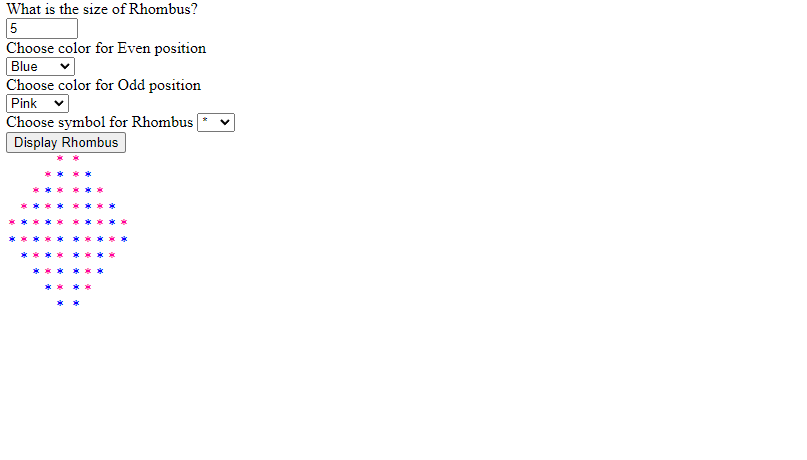 What is the size of Rhombus?
5
Choose color for Even position
Blue
Choose color for Odd position
Pink
Choose symbol for Rhombus *
Display Rhombus
* *
* * * *
* * * * * *
* * * * * * * *
* * * * * * * * * *
* * * * * * * * * *
* * * * * * * *
* * * * * *
* * * *
* *